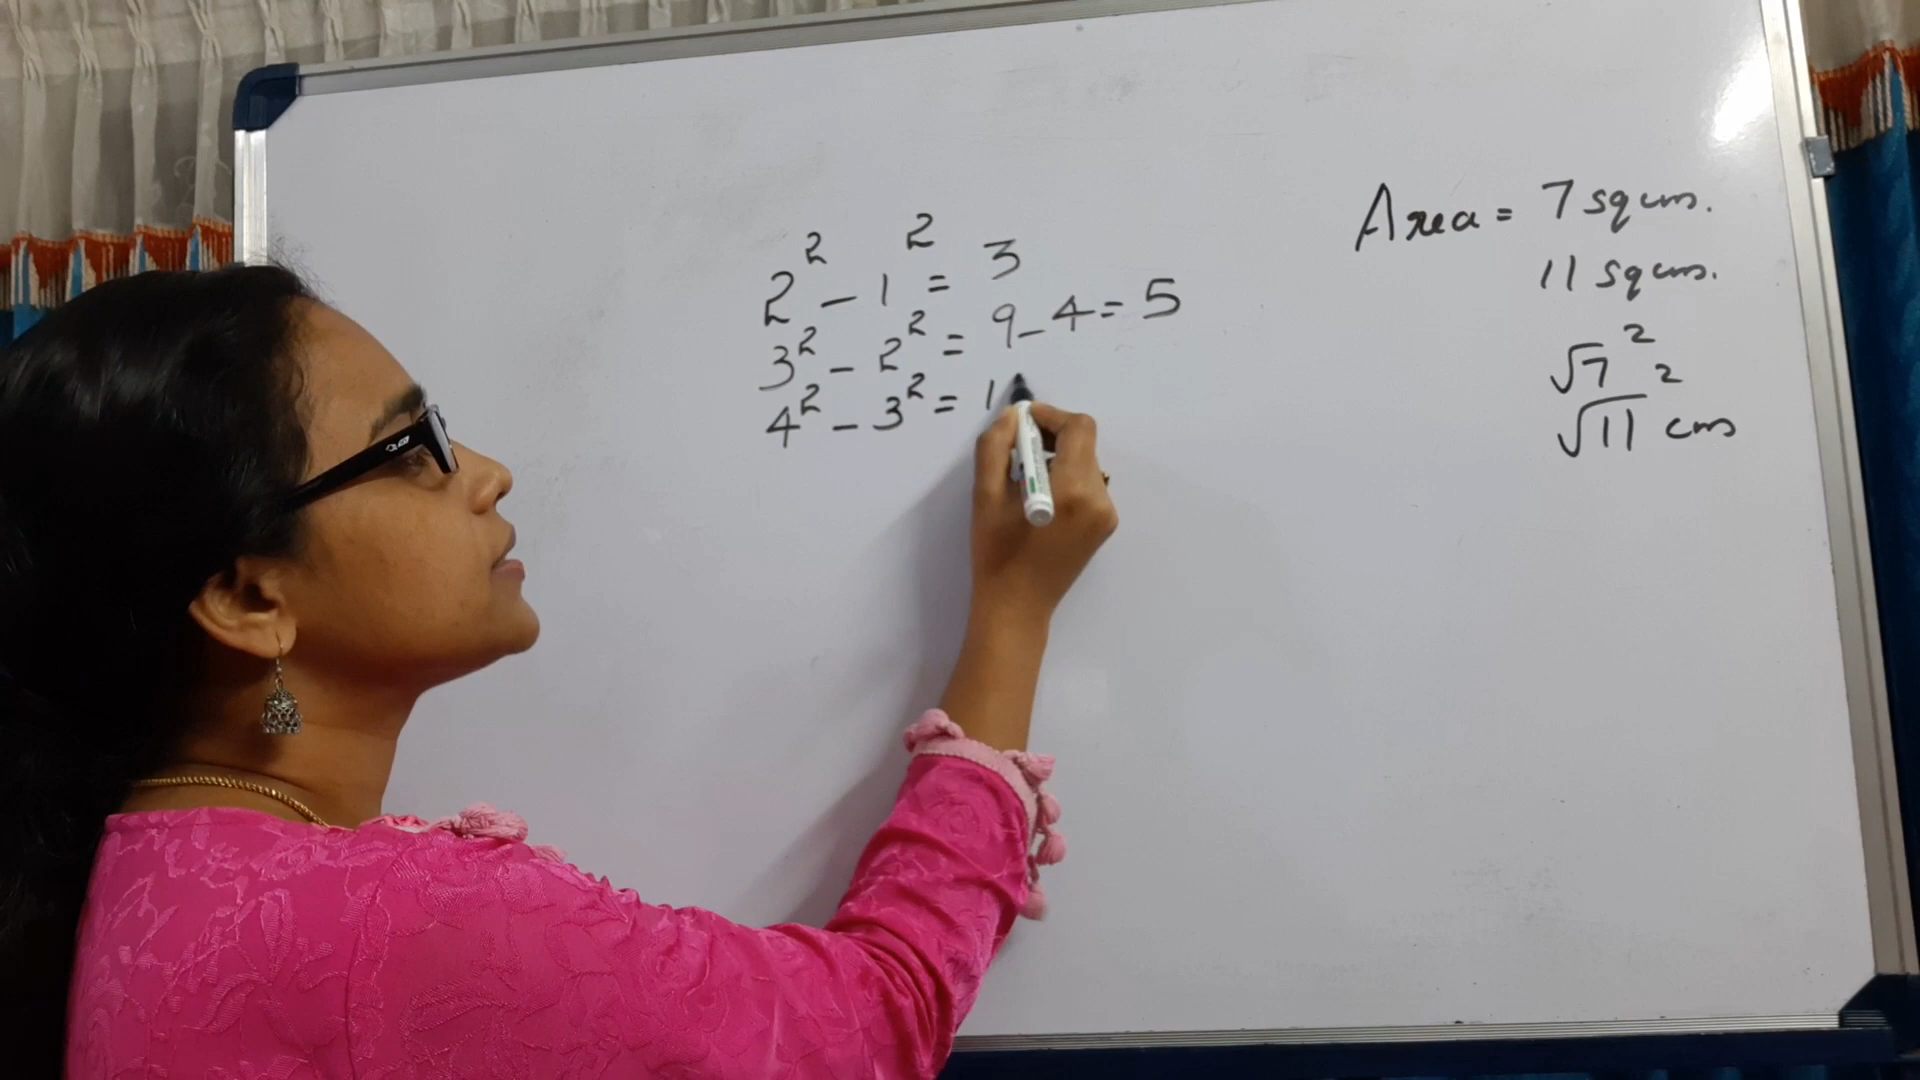 2² - 1² = 3
3² - 2² = 9 - 4 = 5
4² - 3² = 1
Area = 7 sq cms.
11 sq cms.
√7 ²
√11 ² cms